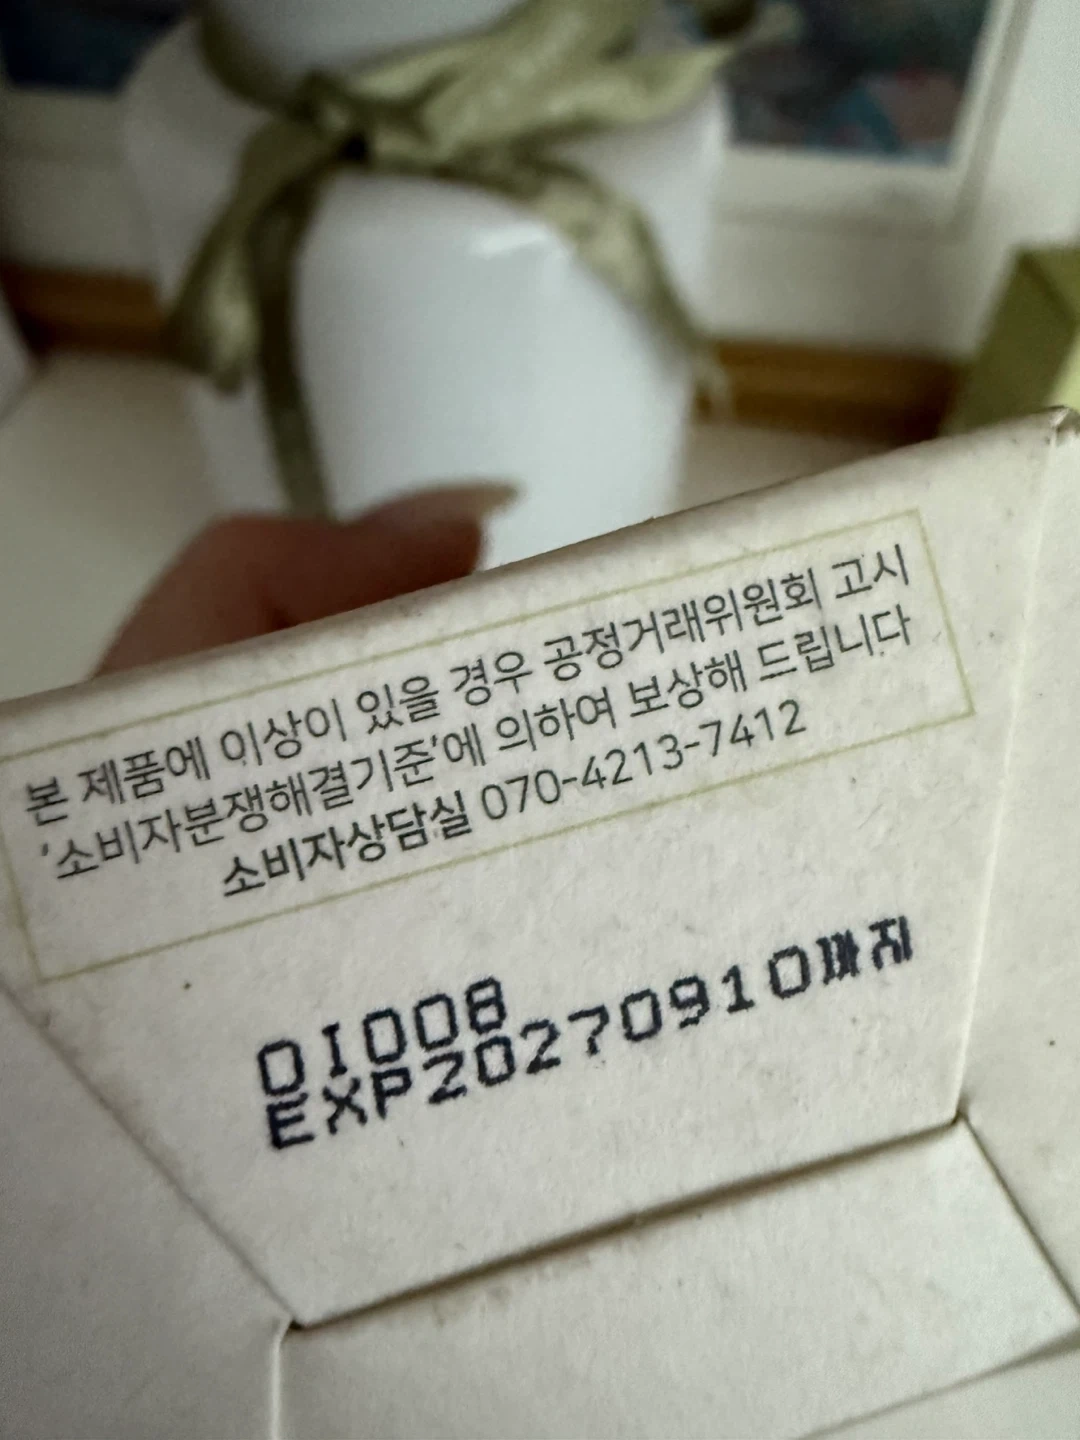 본 제품에 이상이 있을 경우 공정거래위원회 고시
'소비자분쟁해결기준'에 의하여 보상해 드립니다
소비자상담실 070-4213-7412
OI008
EXP20270910까지